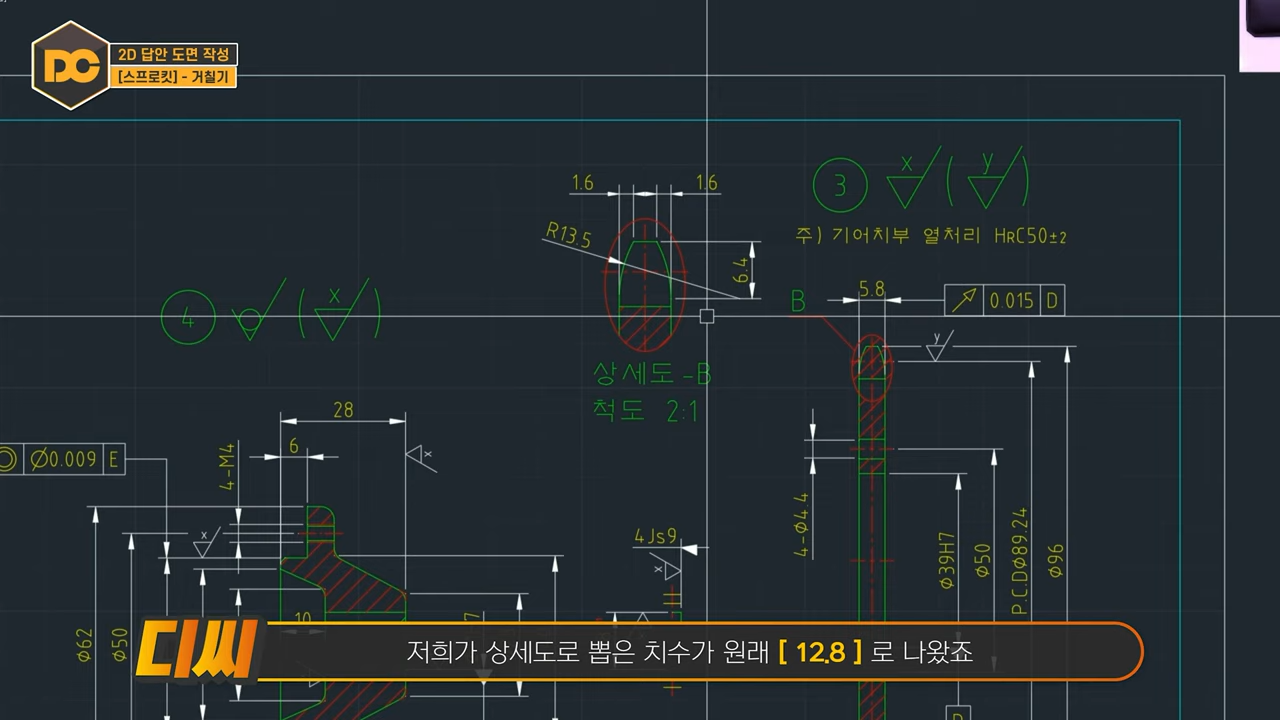 DC
2D 답안 도면 작성
[스프로킷] - 거칠기
1.6
1.6
R13.5
6.4
상세도 -B
척도 2:1
3
x
y
주) 기어치부 열처리 HRC50±2
B
5.8
0.015 D
y
4
x
28
6
4-M4
x
Ø0.009 E
x
ø62
ø50
10
7
4Js9
x
4-ø4.4
ø39H7
ø50
P.C.Dø89.24
ø96
D
디씨
저희가 상세도로 뽑은 치수가 원래 [ 12.8 ] 로 나왔죠